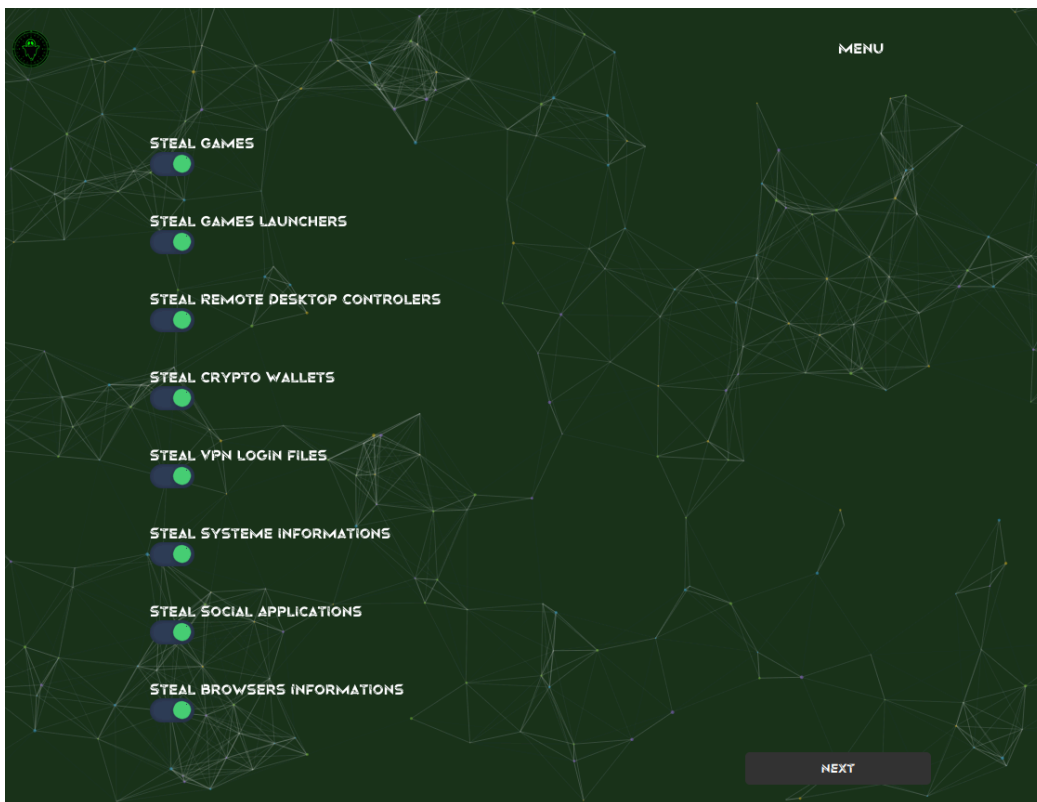 MENU
STEAL GAMES
STEAL GAMES LAUNCHERS
STEAL REMOTE DESKTOP CONTROLERS
STEAL CRYPTO WALLETS
STEAL VPN LOGIN FILES
STEAL SYSTEME INFORMATIONS
STEAL SOCIAL APPLICATIONS
STEAL BROWSERS INFORMATIONS
NEXT